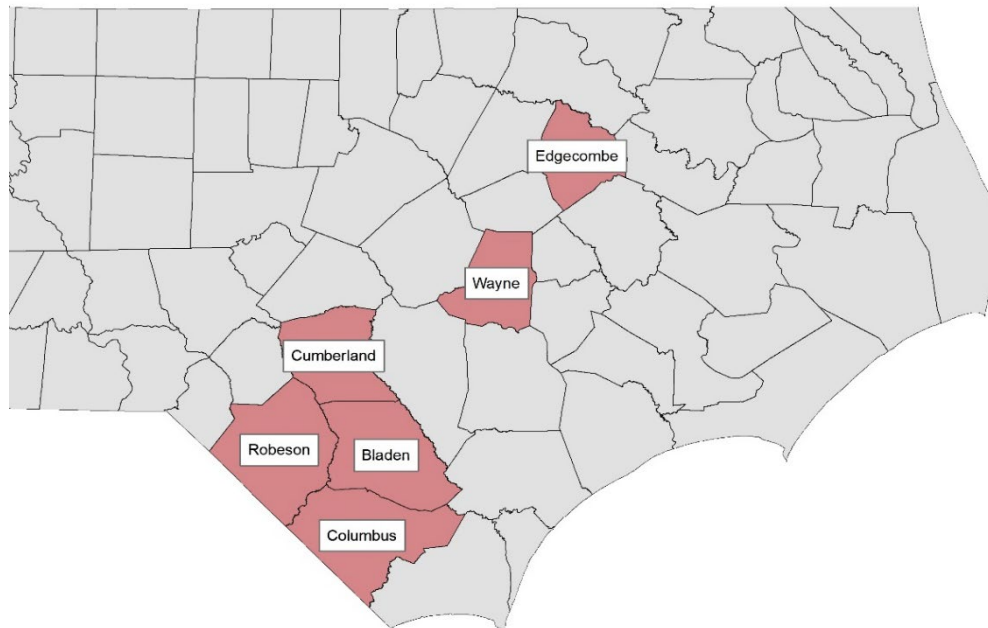 Edgecombe
Wayne
Cumberland
Robeson
Bladen
Columbus